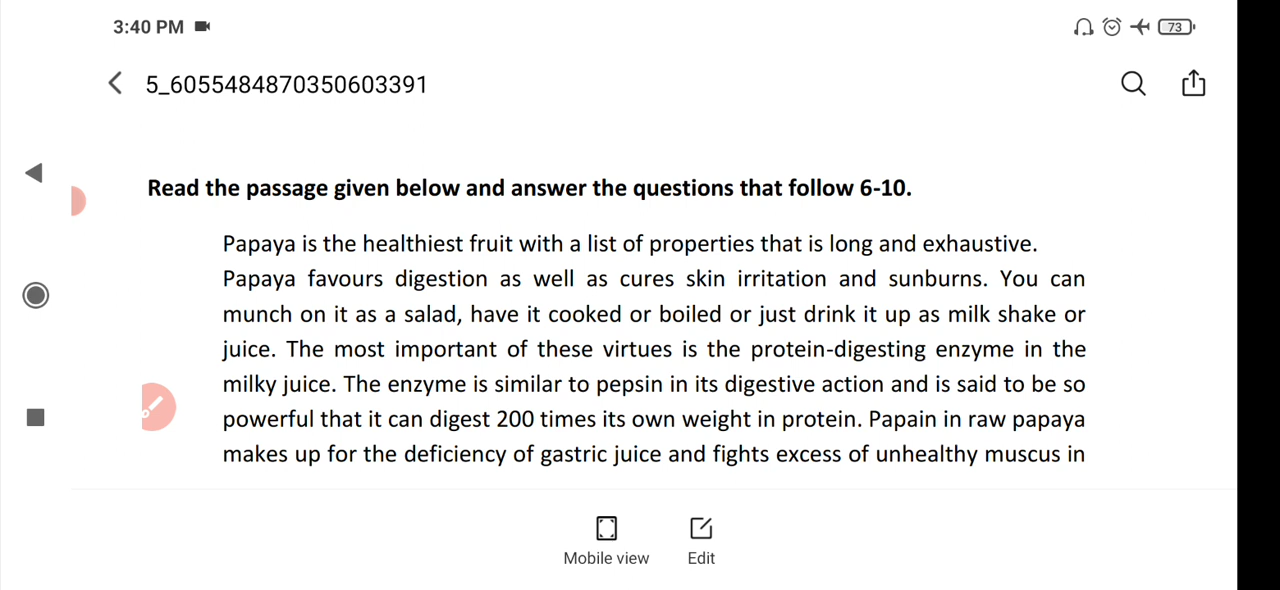 3:40 PM
73
5_6055484870350603391
Read the passage given below and answer the questions that follow 6-10.
Papaya is the healthiest fruit with a list of properties that is long and exhaustive.
Papaya favours digestion as well as cures skin irritation and sunburns. You can
munch on it as a salad, have it cooked or boiled or just drink it up as milk shake or
juice. The most important of these virtues is the protein-digesting enzyme in the
milky juice. The enzyme is similar to pepsin in its digestive action and is said to be so
powerful that it can digest 200 times its own weight in protein. Papain in raw papaya
makes up for the deficiency of gastric juice and fights excess of unhealthy muscus in
Mobile view
Edit